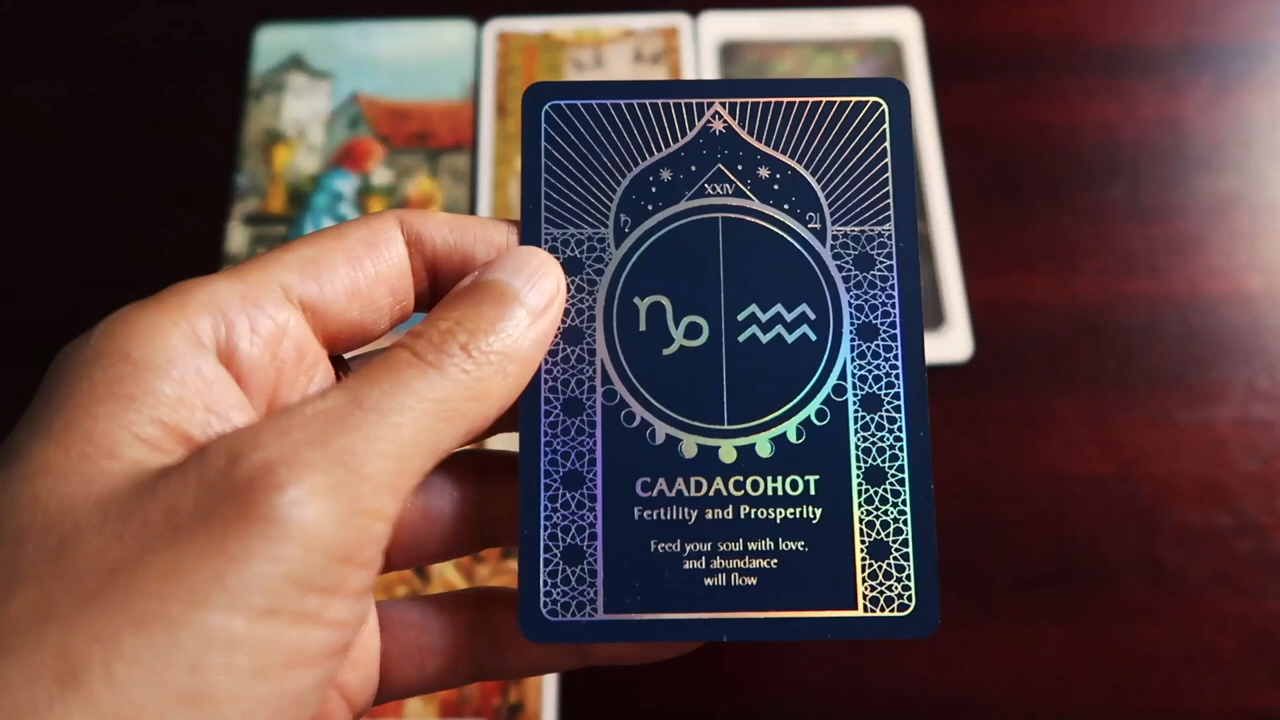 XXIV
CAADACOHOT
Fertility and Prosperity
Feed your soul with love,
and abundance
will flow